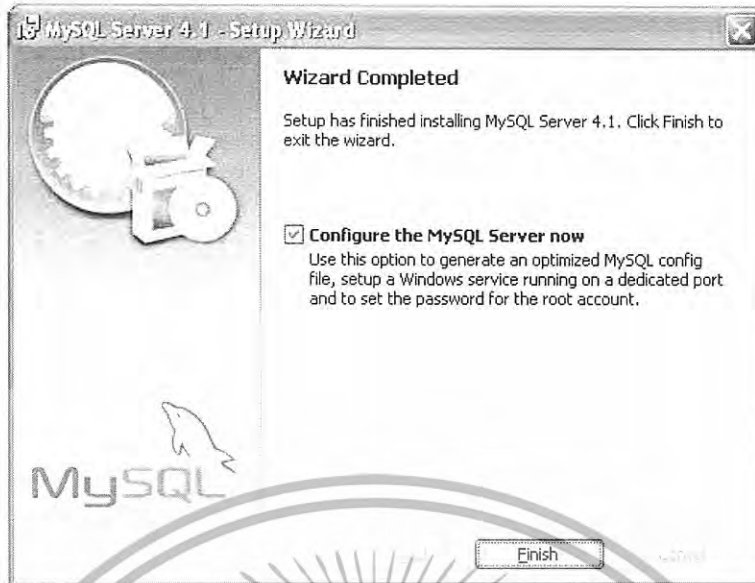 MySQL Server 4.1 - Setup Wizard
Wizard Completed
Setup has finished installing MySQL Server 4.1. Click Finish to
exit the wizard.
Configure the MySQL Server now
Use this option to generate an optimized MySQL config
file, setup a Windows service running on a dedicated port
and to set the password for the root account.
MySQL
Finish
Cancel